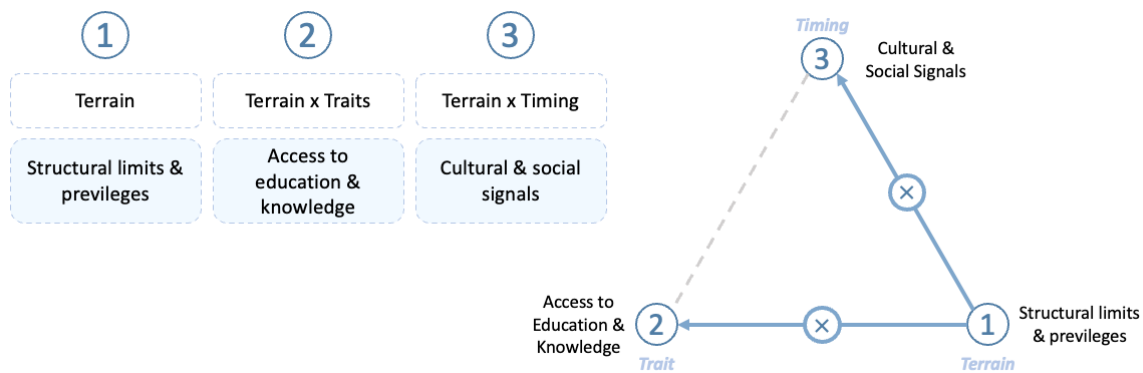 1
2
3
Terrain
Terrain x Traits
Terrain x Timing
Structural limits &
previleges
Access to
education &
knowledge
Cultural & social
signals
Timing
3
Cultural &
Social Signals
×
Access to
Education &
Knowledge
2
×
1
Structural limits
& previleges
Trait
Terrain